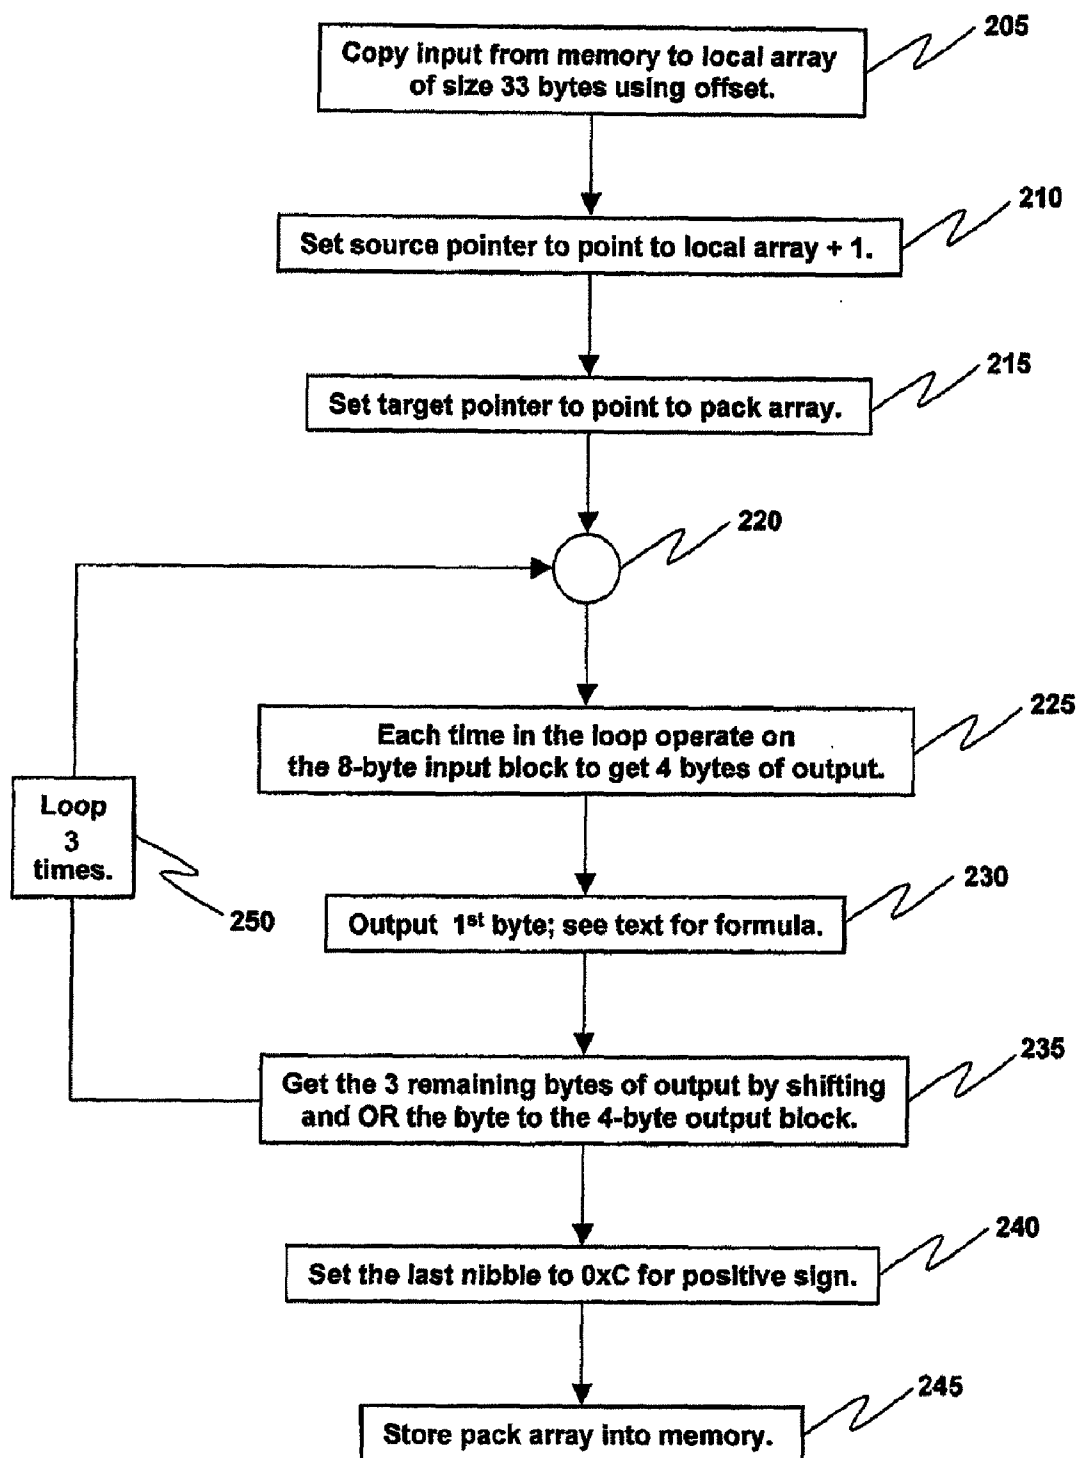 205
Copy input from memory to local array
of size 33 bytes using offset.
210
Set source pointer to point to local array + 1.
215
Set target pointer to point to pack array.
220
225
Each time in the loop operate on
the 8-byte input block to get 4 bytes of output.
Loop
3
times.
250
230
Output 1st byte; see text for formula.
235
Get the 3 remaining bytes of output by shifting
and OR the byte to the 4-byte output block.
240
Set the last nibble to 0xC for positive sign.
245
Store pack array into memory.